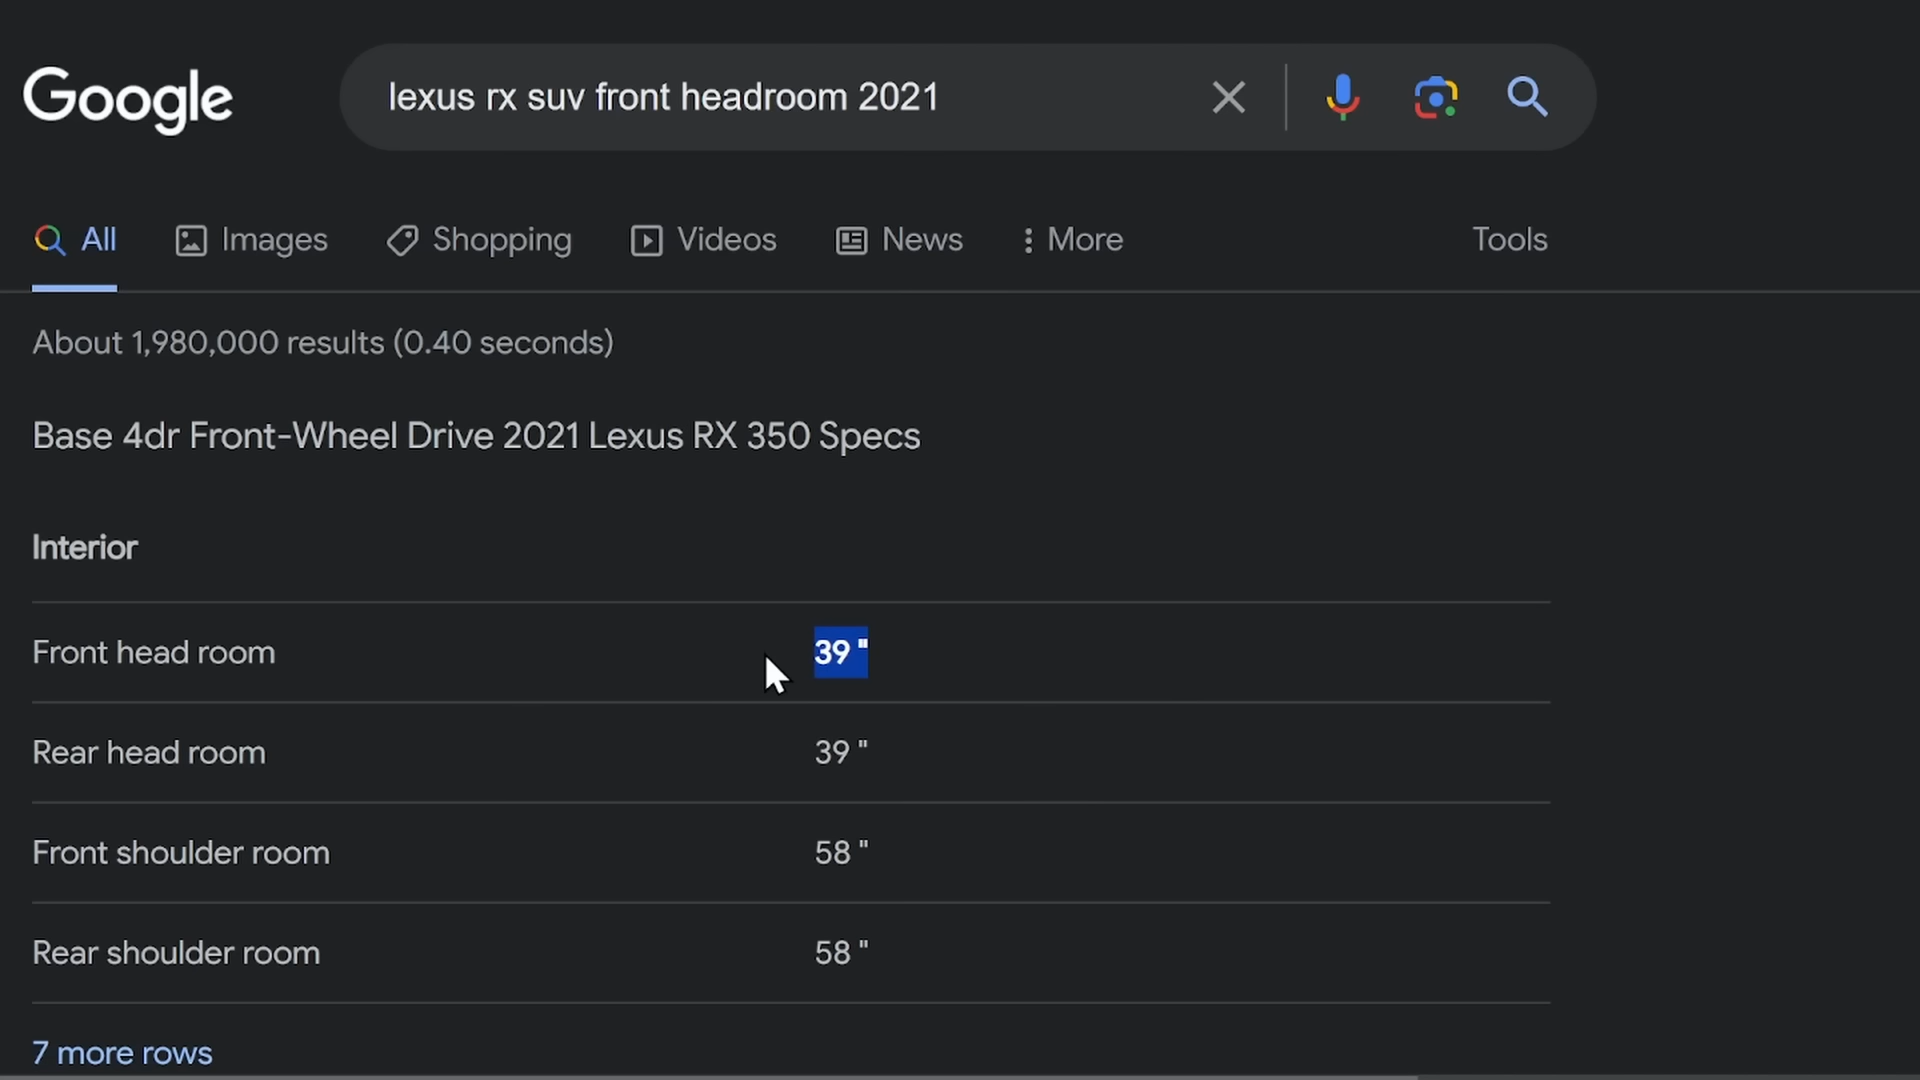 Google
lexus rx suv front headroom 2021
All Images Shopping Videos News More Tools
About 1,980,000 results (0.40 seconds)
Base 4dr Front-Wheel Drive 2021 Lexus RX 350 Specs
Interior
Front head room 39 "
Rear head room 39 "
Front shoulder room 58 "
Rear shoulder room 58 "
7 more rows